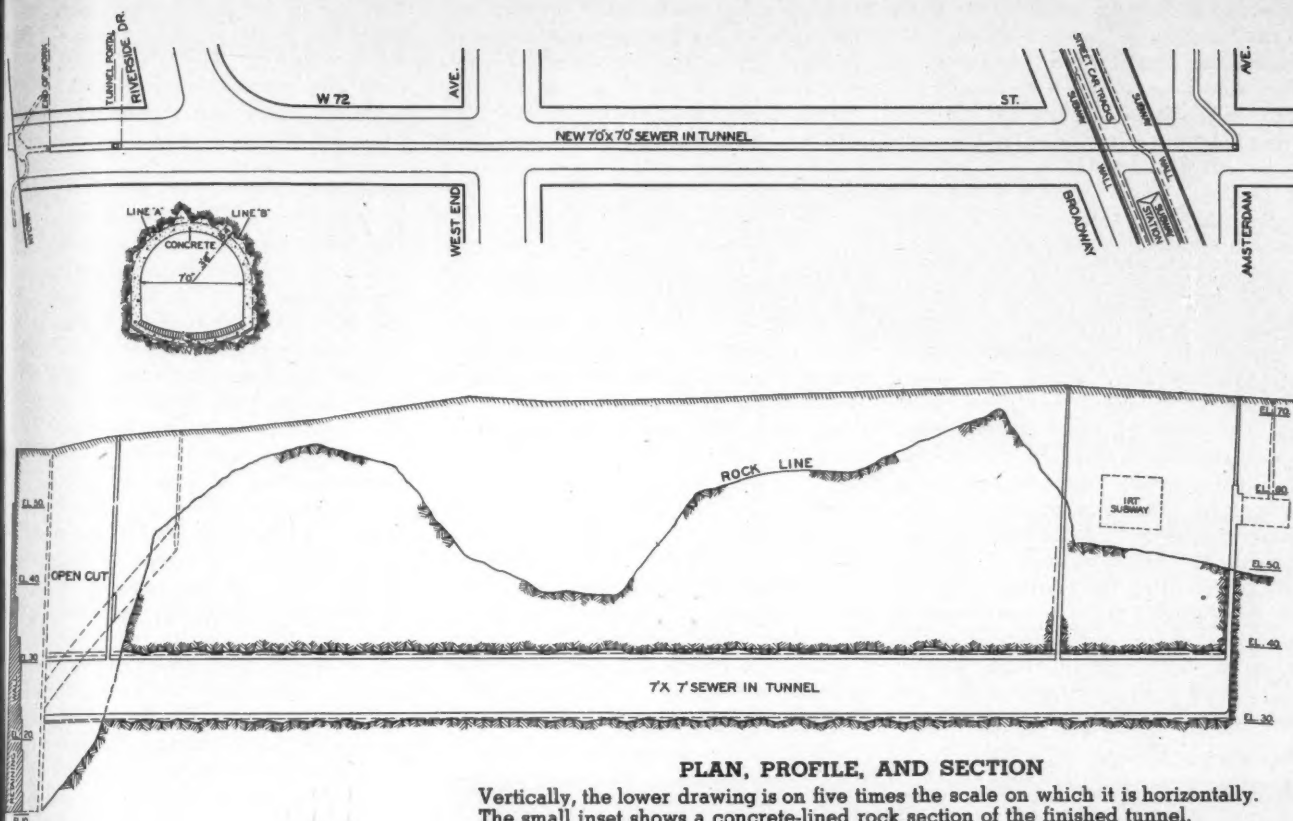 END OF WORK
TUNNEL PORTAL
RIVERSIDE DR.
W 72
AVE.
ST.
STREET CAR TRACKS
SUBWAY
SUBWAY
AVE.
NEW 7'0"X7'0" SEWER IN TUNNEL
WALL
WALL
SUBWAY
STATION
WEST END
BROADWAY
AMSTERDAM
LINE "A"
LINE "B"
CONCRETE
7'0"
ROCK LINE
EL. 70
EL. 60
IRT
SUBWAY
EL. 50
EL. 50
OPEN CUT
EL. 40
EL. 40
EL. 30
7' X 7' SEWER IN TUNNEL
EL. 30
EL. 20
RETAINING
EL. 10
PLAN, PROFILE, AND SECTION
Vertically, the lower drawing is on five times the scale on which it is horizontally.
The small inset shows a concrete-lined rock section of the finished tunnel.